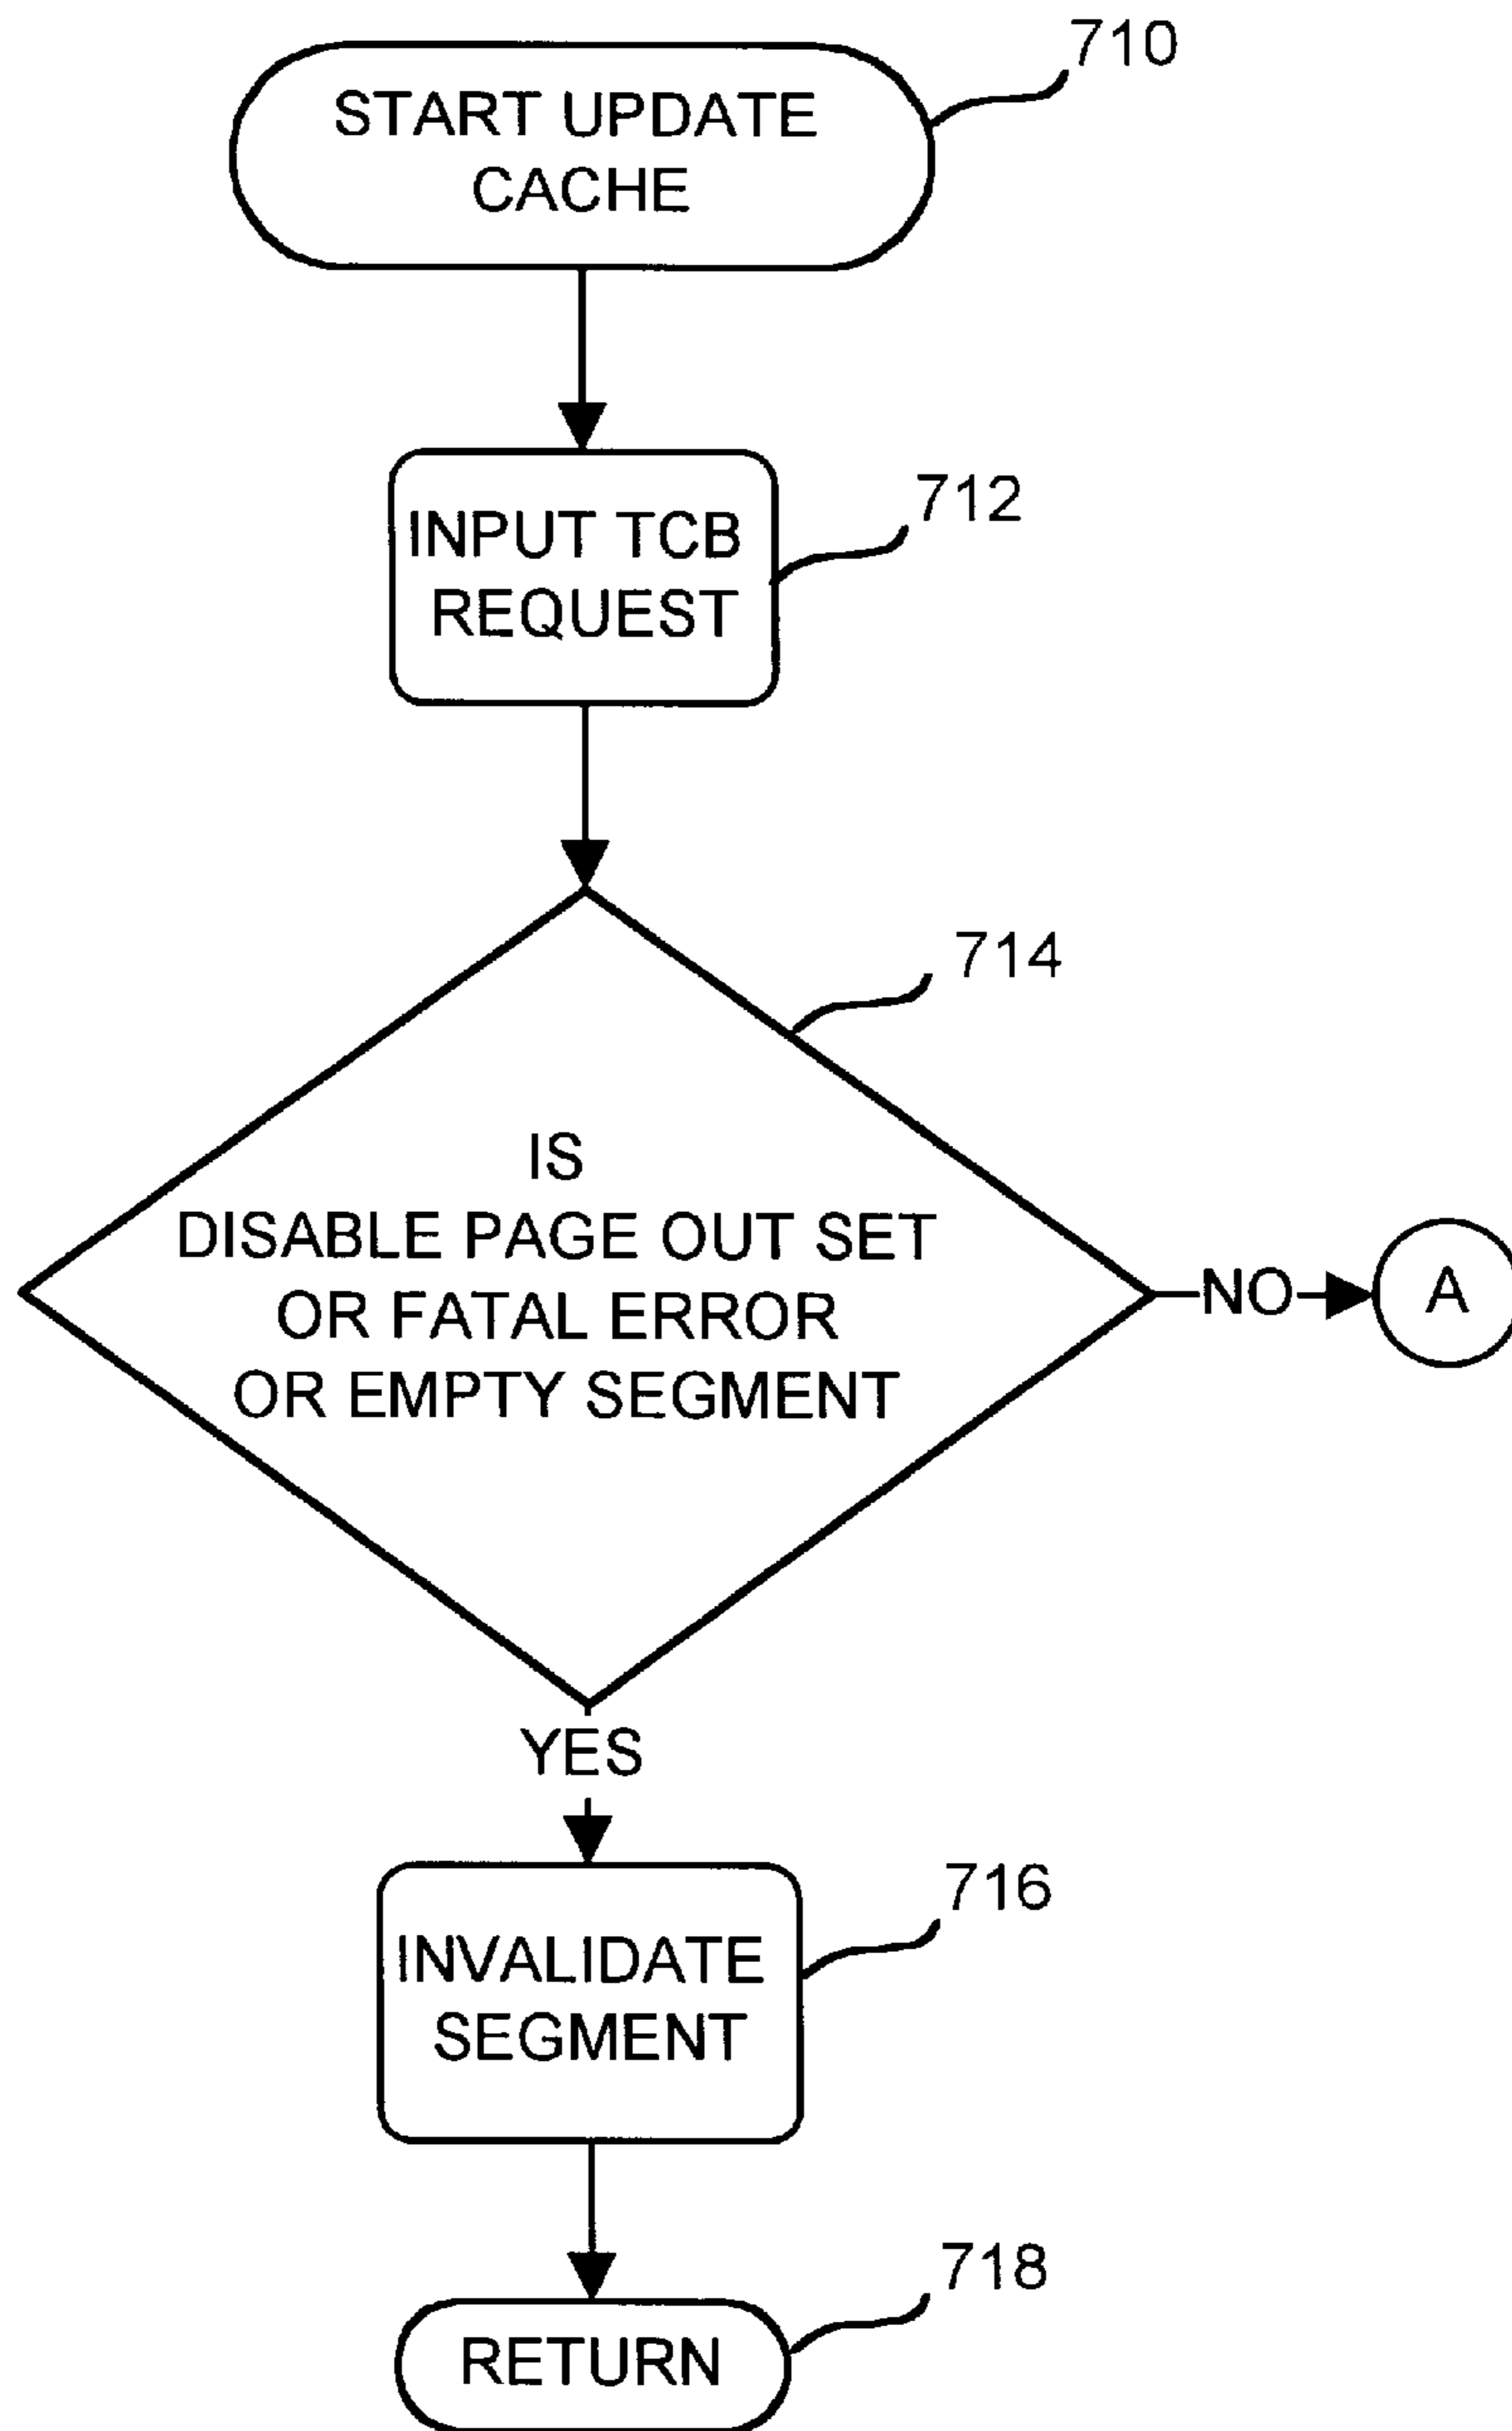 710
START UPDATE
CACHE
712
INPUT TCB
REQUEST
714
IS
DISABLE PAGE OUT SET
OR FATAL ERROR
OR EMPTY SEGMENT
NO
A
YES
716
INVALIDATE
SEGMENT
718
RETURN